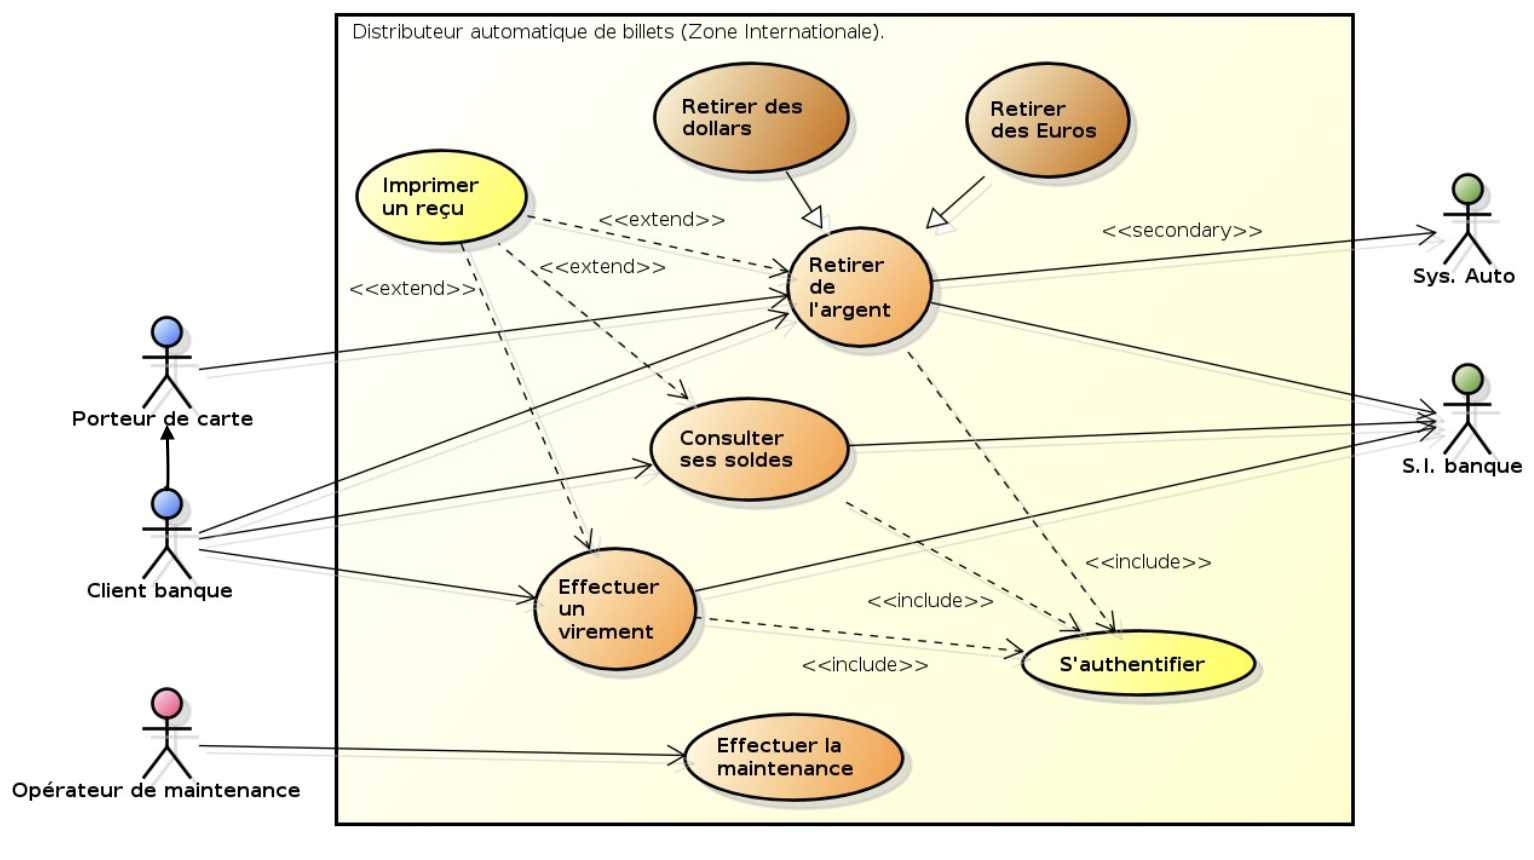 Distributeur automatique de billets (Zone Internationale).
Retirer des
dollars
Retirer
des Euros
Imprimer
un reçu
<<extend>>
<<extend>>
<<extend>>
Retirer
de
l'argent
<<secondary>>
Sys. Auto
Porteur de carte
Consulter
ses soldes
S.I. banque
Client banque
Effectuer
un
virement
<<include>>
<<include>>
<<include>>
S'authentifier
Opérateur de maintenance
Effectuer la
maintenance